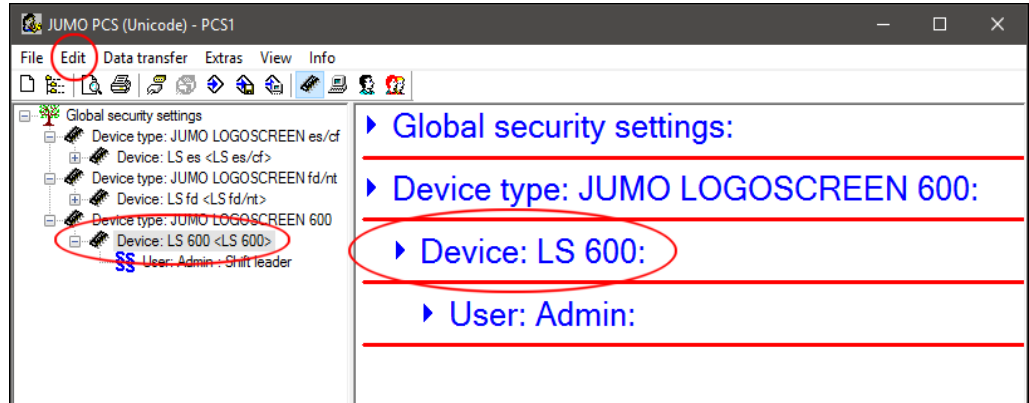 JUMO PCS (Unicode) - PCS1
File Edit Data transfer Extras View Info
Global security settings
Device type: JUMO LOGOSCREEN es/cf
Device: LS es <LS es/cf>
Device type: JUMO LOGOSCREEN fd/nt
Device: LS fd <LS fd/nt>
Device type: JUMO LOGOSCREEN 600
Device: LS 600 <LS 600>
§§ User: Admin : Shift leader
Global security settings:
Device type: JUMO LOGOSCREEN 600:
Device: LS 600:
User: Admin: